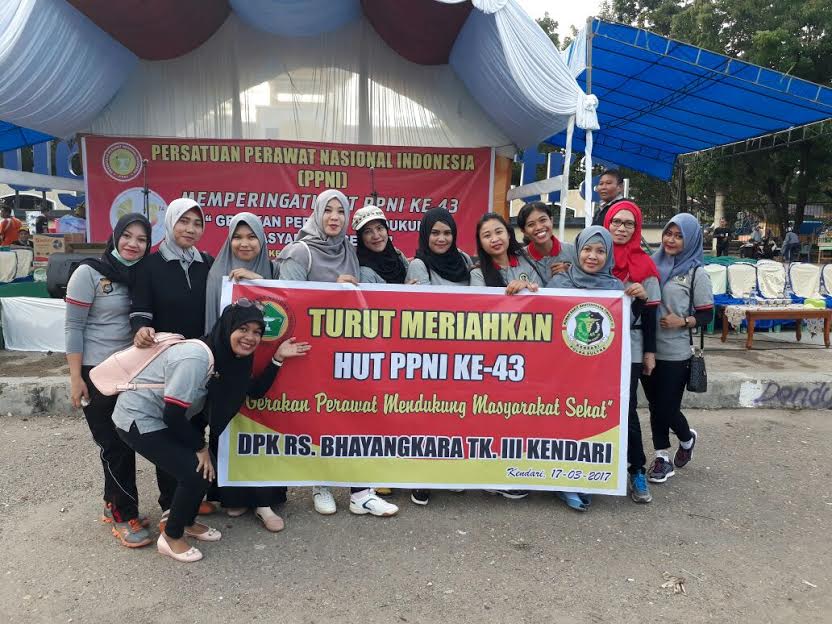 PERSATUAN PERAWAT NASIONAL INDONESIA
(PPNI)
MEMPERINGATI HUT PPNI KE-43
TURUT MERIAHKAN
HUT PPNI KE-43
"Gerakan Perawat Mendukung Masyarakat Sehat"
DPK RS. BHAYANGKARA TK. III KENDARI
Kendari, 17-03-2017